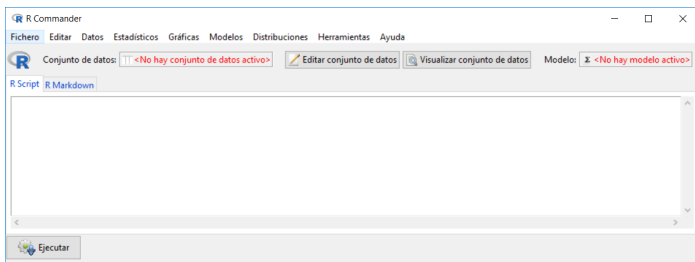 R Commander
Fichero Editar Datos Estadísticos Gráficas Modelos Distribuciones Herramientas Ayuda
Conjunto de datos: <No hay conjunto de datos activo> Editar conjunto de datos Visualizar conjunto de datos Modelo: Σ <No hay modelo activo>
R Script R Markdown
Ejecutar